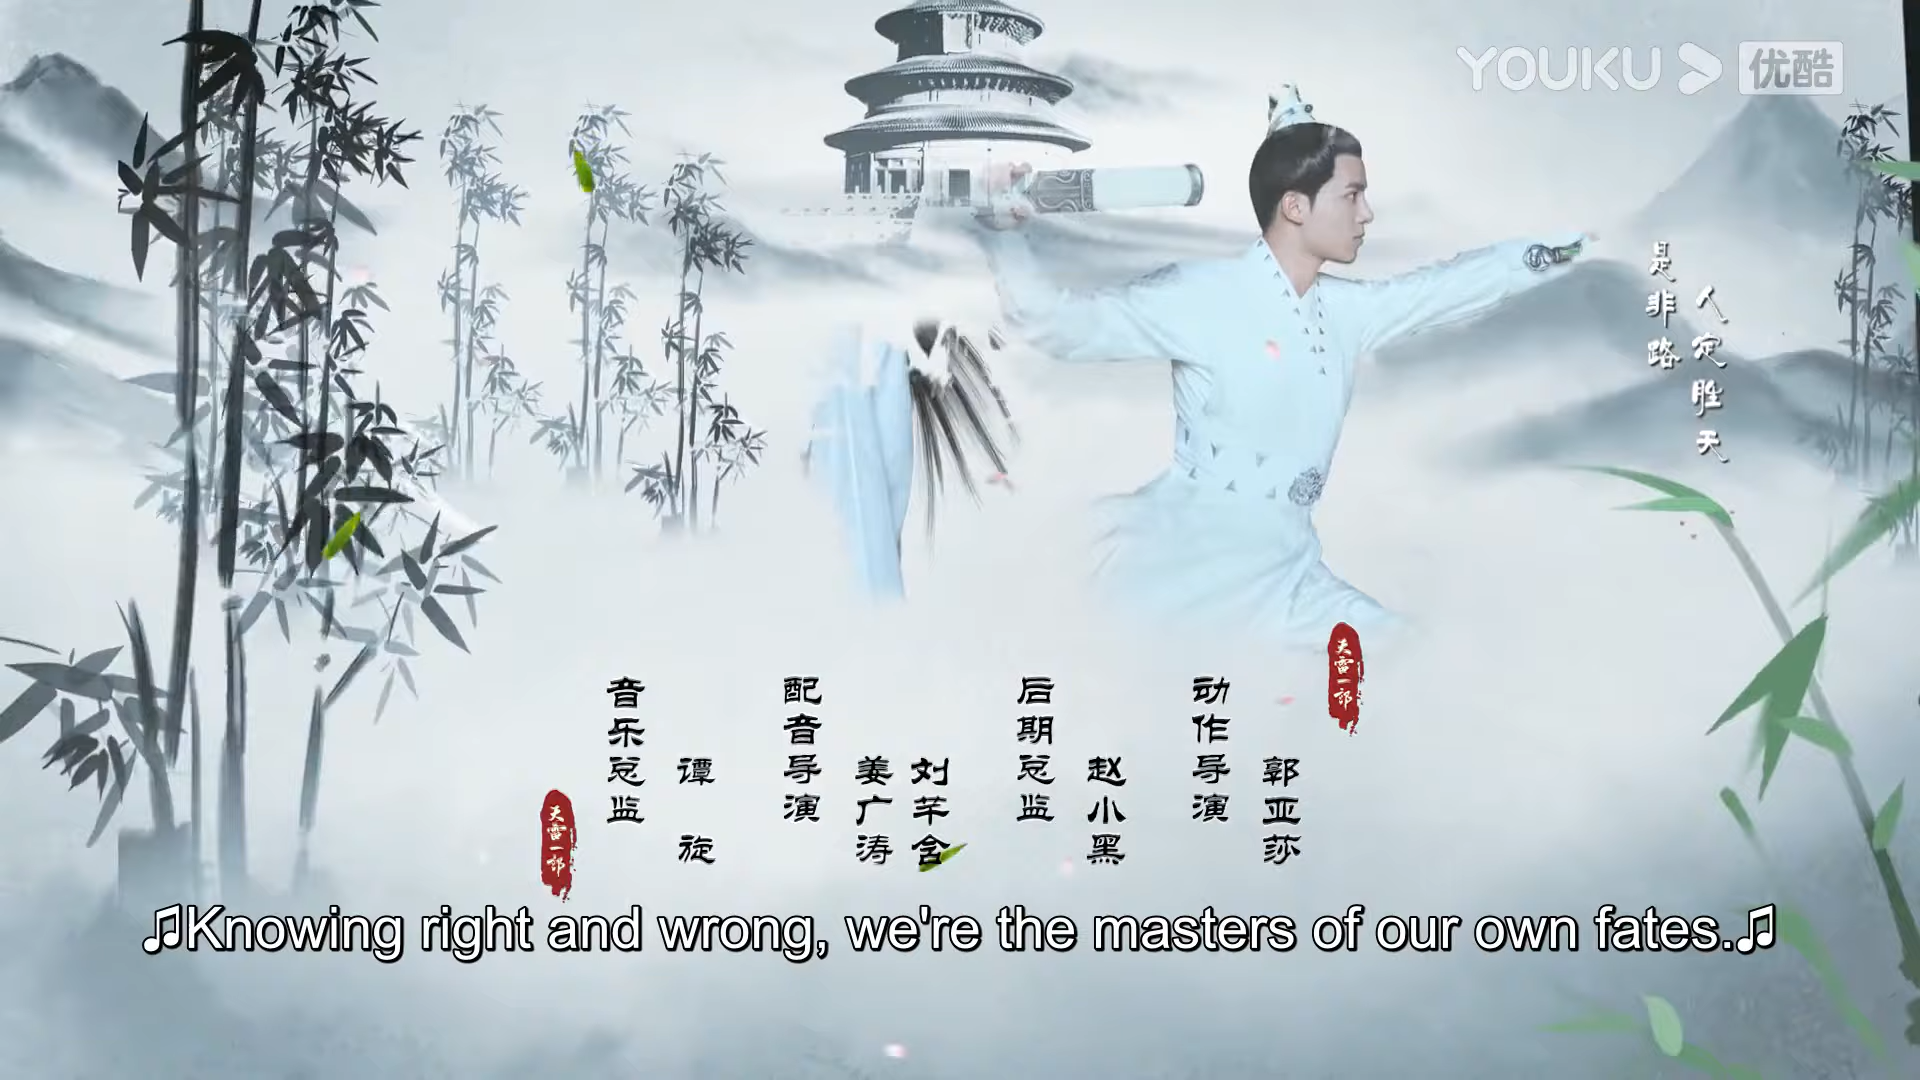 YOUKU 优酷
是非路
人定胜天
音乐总监
谭旋
配音导演
姜广涛
刘芊含
后期总监
赵小黑
动作导演
郭亚莎
天雷一部
天雷一部
♫Knowing right and wrong, we're the masters of our own fates.♫